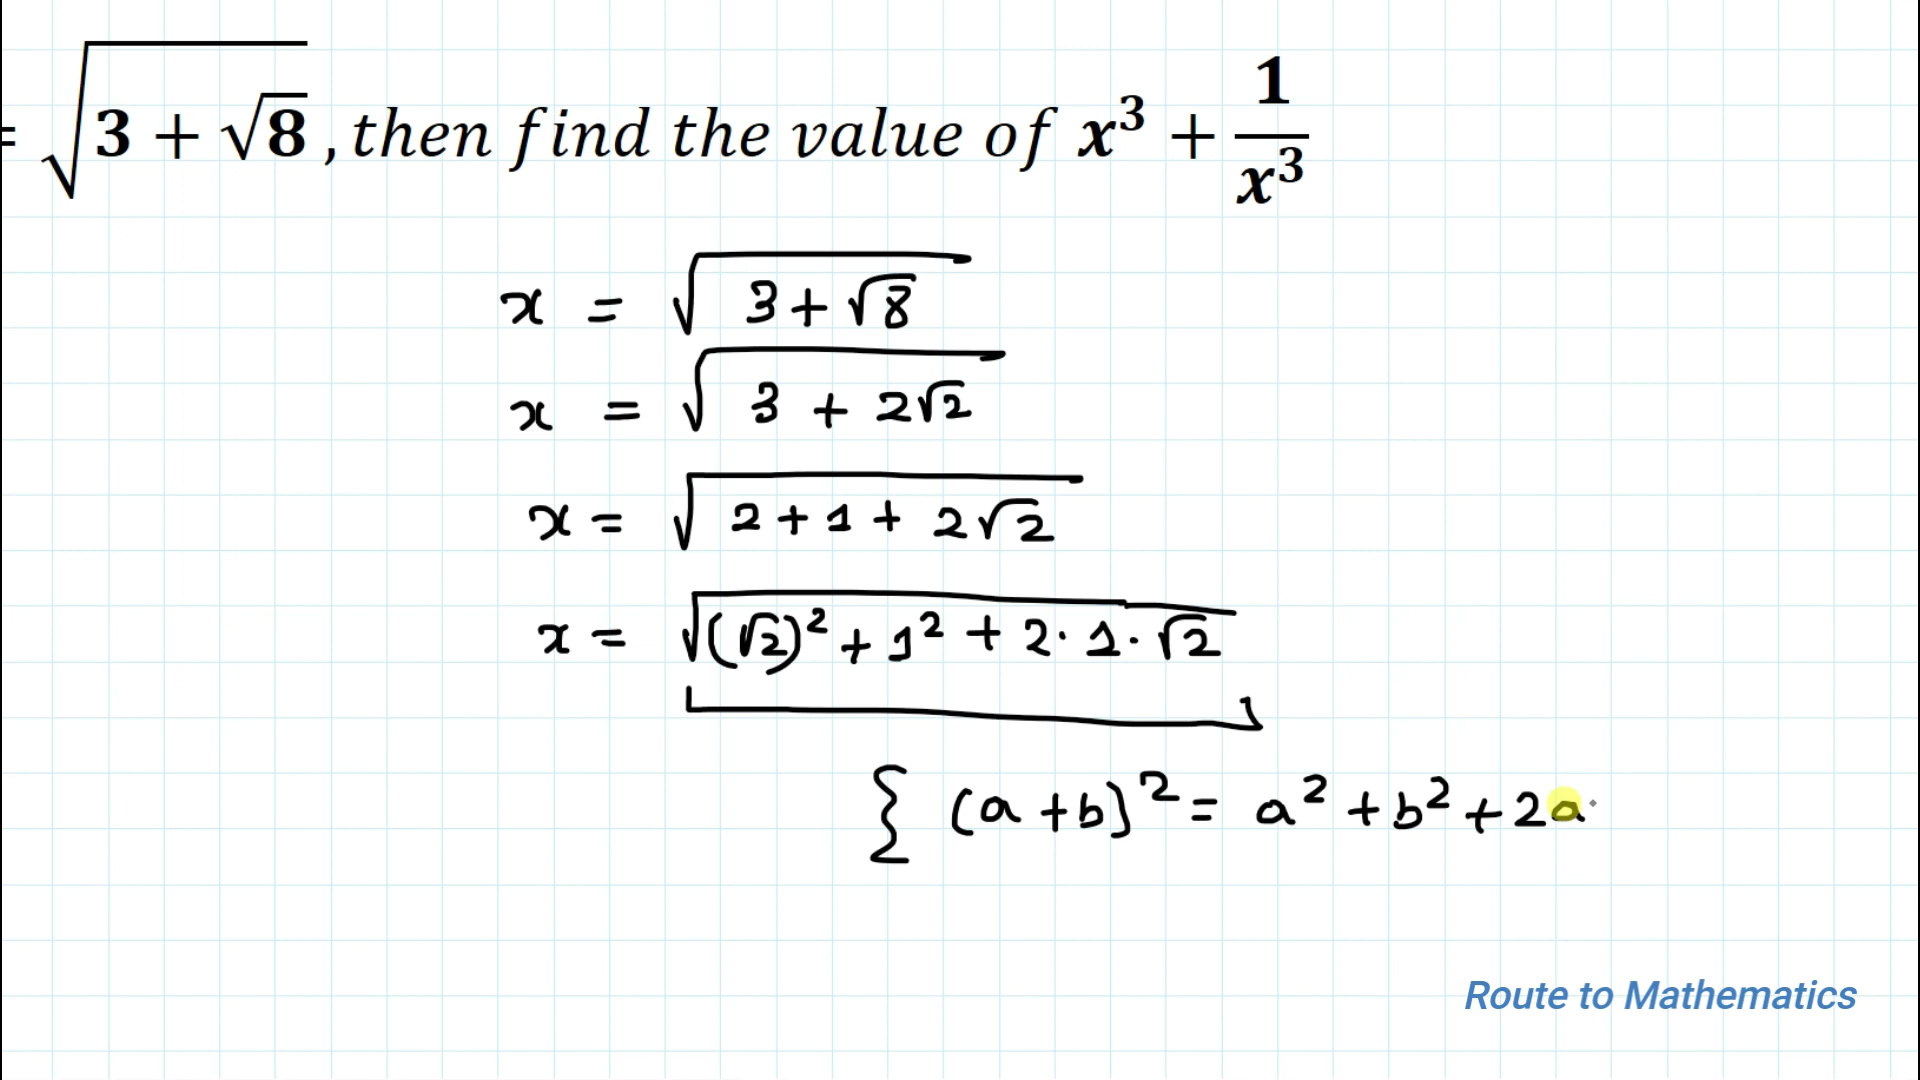 = √(3 + √8), then find the value of x³ + 1/x³
x = √(3 + √8)
x = √(3 + 2√2)
x = √(2 + 1 + 2√2)
x = √((√2)² + 1² + 2 · 1 · √2)
{ (a + b)² = a² + b² + 2a
Route to Mathematics